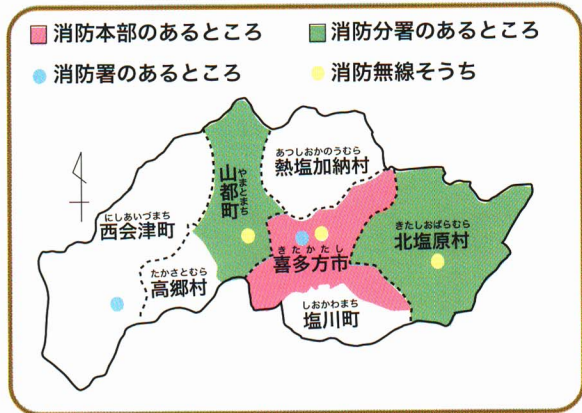 消防本部のあるところ
消防分署のあるところ
消防署のあるところ
消防無線そうち
あつしおかのうむら
熱塩加納村
やまとまち
山都町
にしあいづまち
西会津町
きたしおばらむら
北塩原村
きたかたし
喜多方市
たかさとむら
高郷村
しおかわまち
塩川町